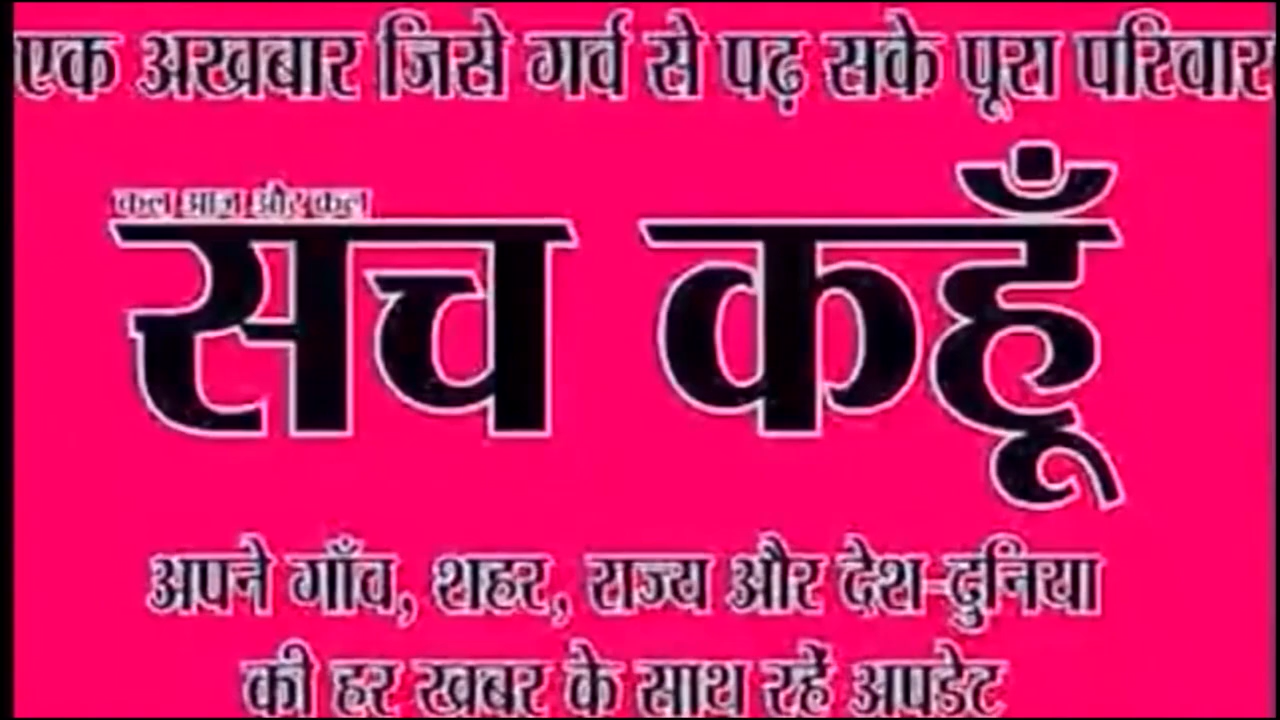 एक अखबार जिसे गर्व से पढ़ सके पूरा परिवार
कल आज और कल
सच कहूँ
अपने गाँव, शहर, राज्य और देश-दुनिया
की हर खबर के साथ रहें अपडेट